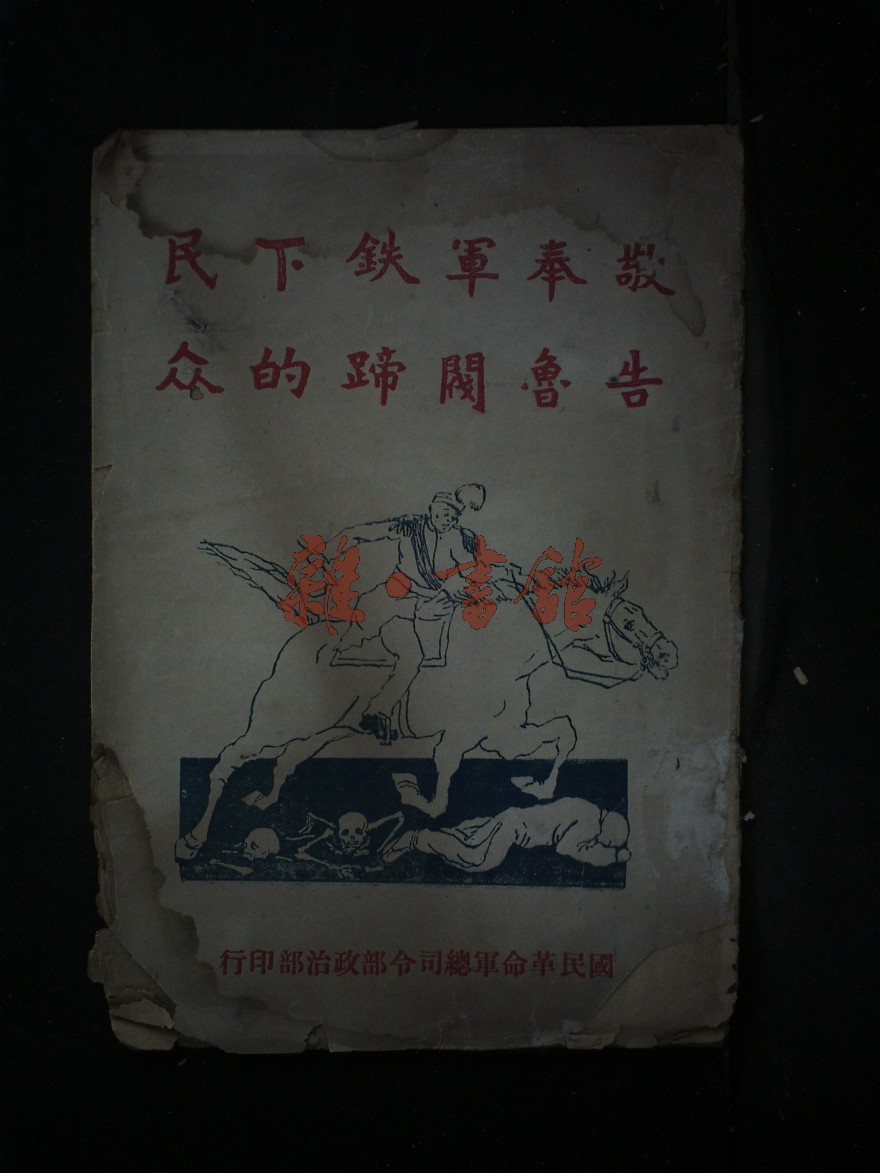 敬告
奉魯
軍閥
鉄蹄
下的
民众
雜·書館
國民革命軍總司令部政治部印行